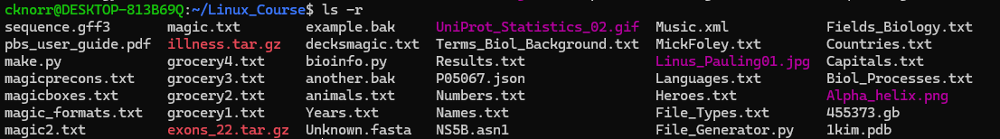 cknorr@DESKTOP-813B69Q:~/Linux_Course$ ls -r
sequence.gff3 magic.txt example.bak UniProt_Statistics_02.gif Music.xml Fields_Biology.txt
pbs_user_guide.pdf illness.tar.gz decksmagic.txt Terms_Biol_Background.txt MickFoley.txt Countries.txt
make.py grocery4.txt bioinfo.py Results.txt Linus_Pauling01.jpg Capitals.txt
magicprecons.txt grocery3.txt another.bak P05067.json Languages.txt Biol_Processes.txt
magicboxes.txt grocery2.txt animals.txt Numbers.txt Heroes.txt Alpha_helix.png
magic_formats.txt grocery1.txt Years.txt Names.txt File_Types.txt 455373.gb
magic2.txt exons_22.tar.gz Unknown.fasta NS5B.asn1 File_Generator.py 1kim.pdb